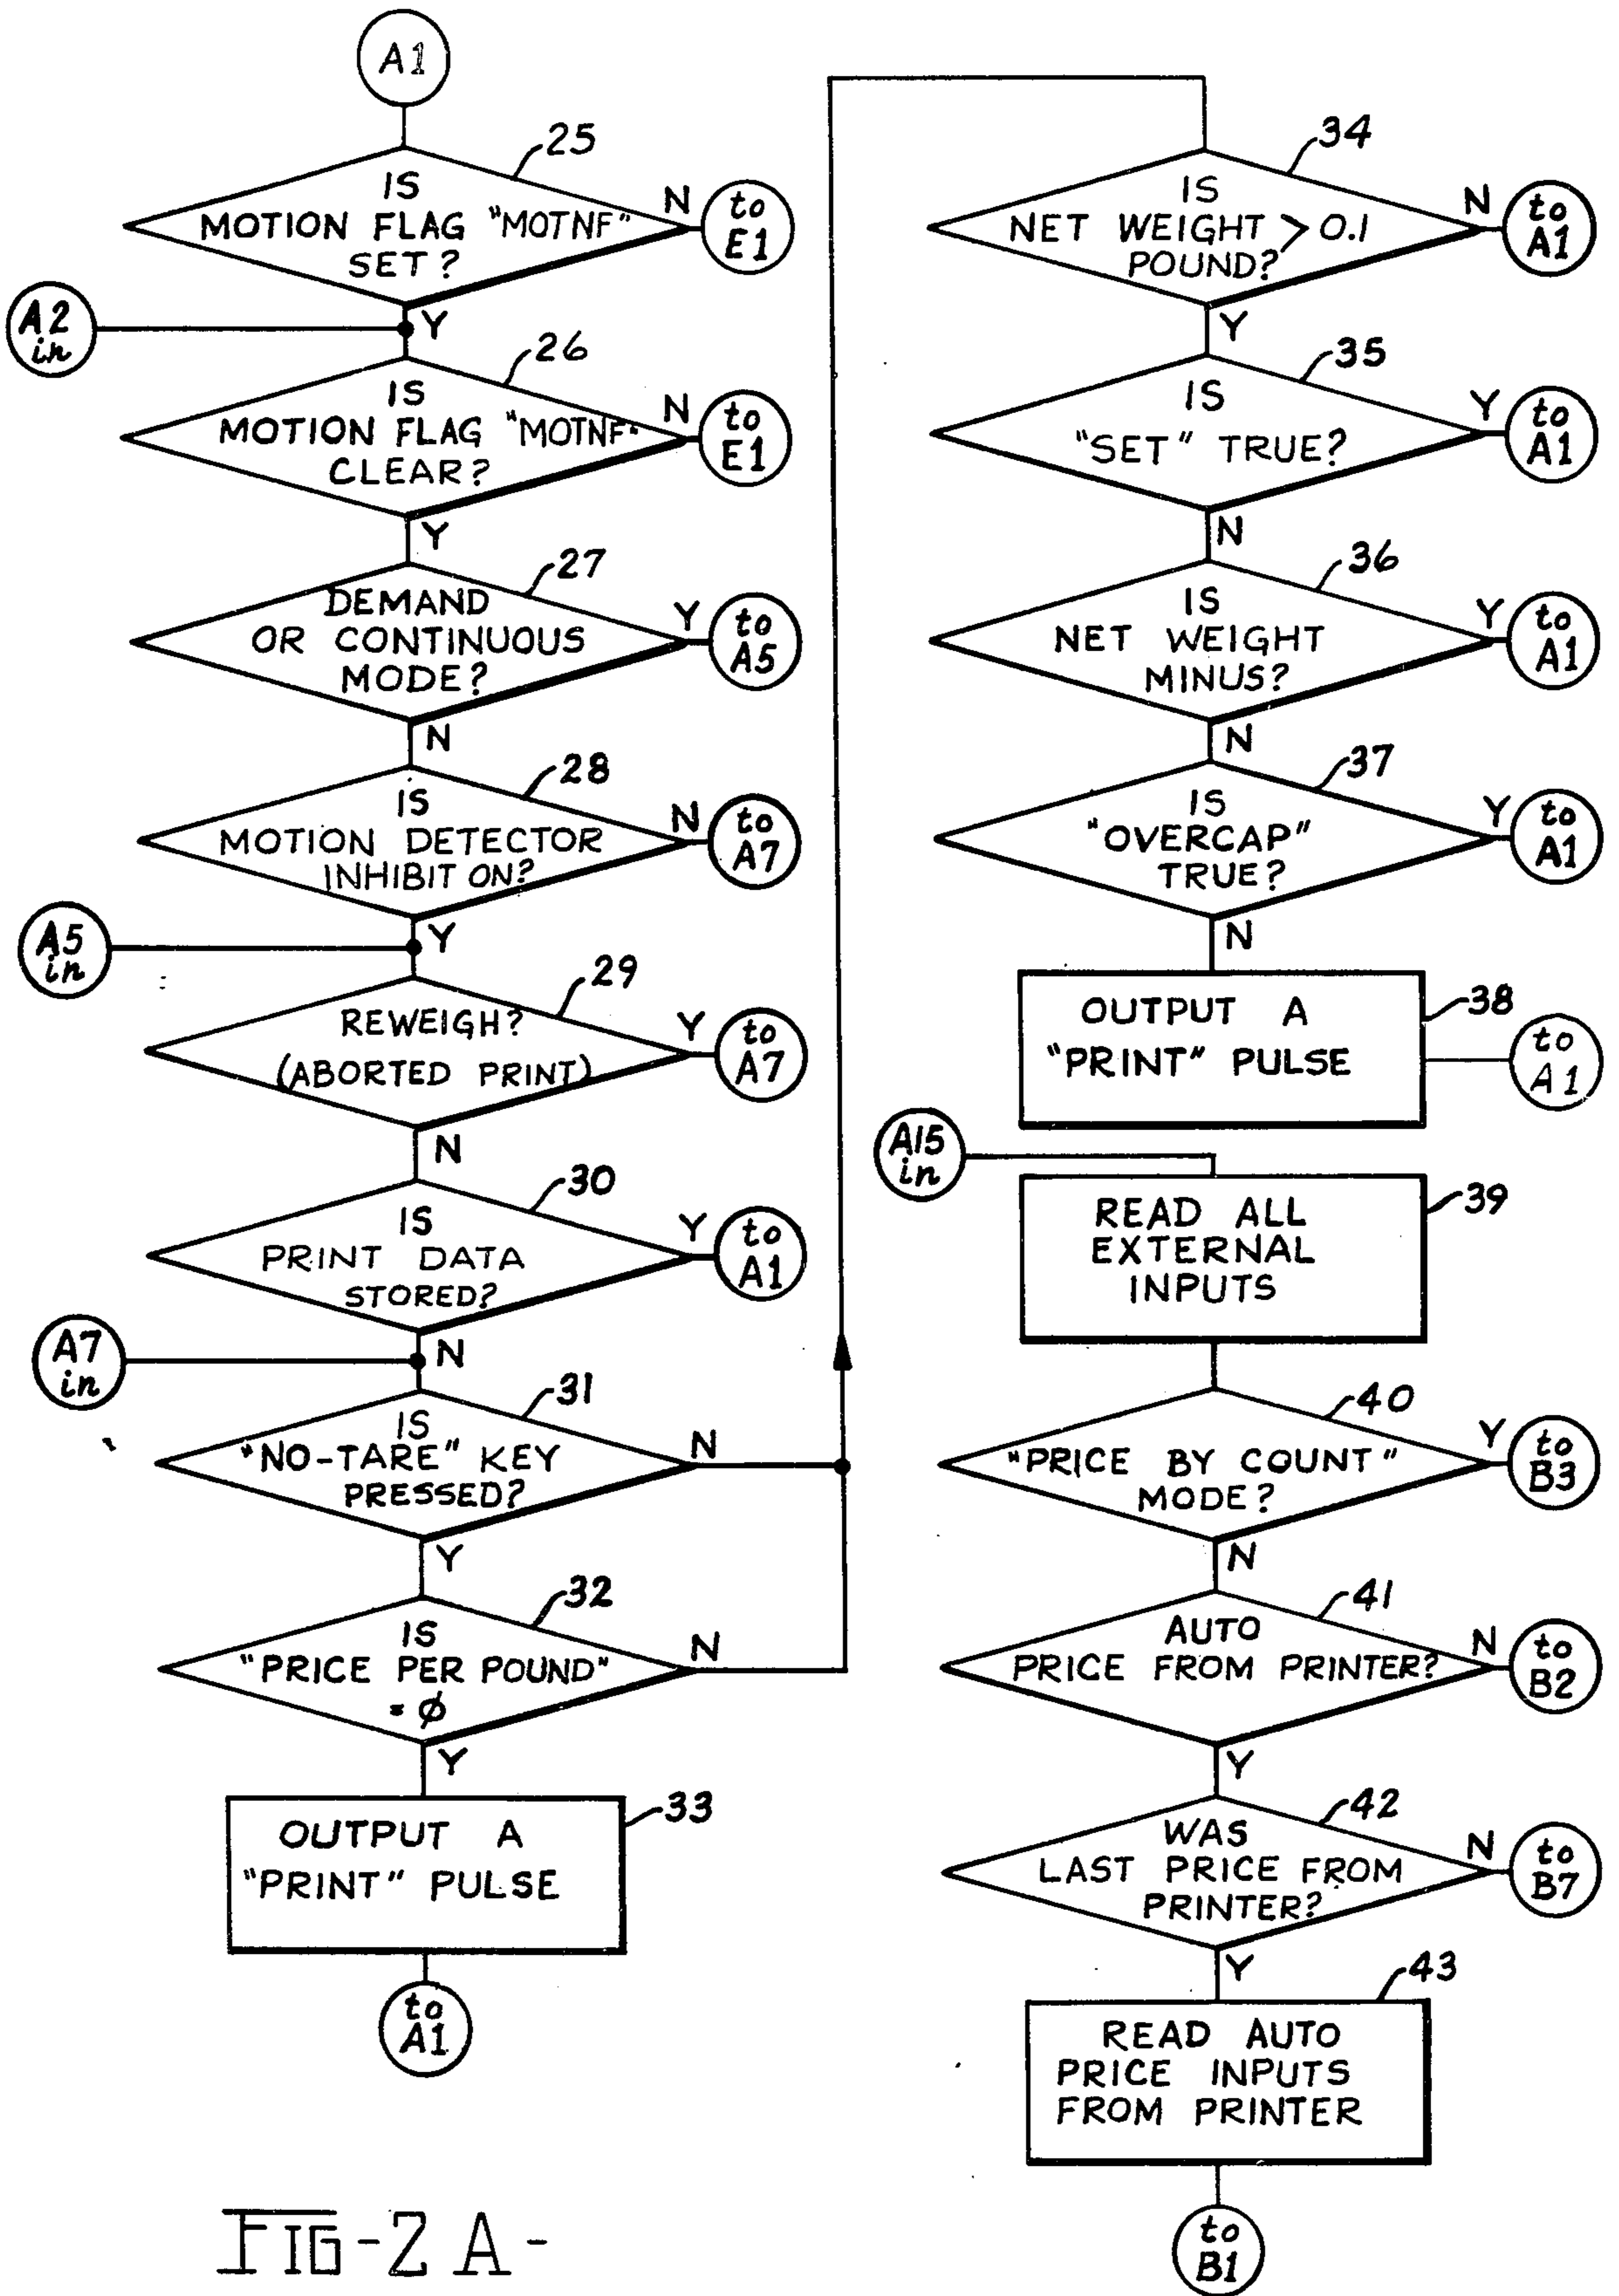 A1
25
IS
MOTION FLAG "MOTNF"
SET?
N
to
E1
A2
in
Y
26
IS
MOTION FLAG "MOTNF"
CLEAR?
N
to
E1
Y
27
DEMAND
OR CONTINUOUS
MODE?
Y
to
A5
N
28
IS
MOTION DETECTOR
INHIBIT ON?
N
to
A7
A5
in
Y
29
REWEIGH?
(ABORTED PRINT)
Y
to
A7
N
30
IS
PRINT DATA
STORED?
Y
to
A1
A7
in
N
31
IS
"NO-TARE" KEY
PRESSED?
N
Y
32
IS
"PRICE PER POUND"
= ϕ
N
Y
33
OUTPUT A
"PRINT" PULSE
to
A1
34
IS
NET WEIGHT > 0.1
POUND?
N
to
A1
Y
35
IS
"SET" TRUE?
Y
to
A1
N
36
IS
NET WEIGHT
MINUS?
Y
to
A1
N
37
IS
"OVERCAP"
TRUE?
Y
to
A1
N
38
OUTPUT A
"PRINT" PULSE
to
A1
A15
in
39
READ ALL
EXTERNAL
INPUTS
40
"PRICE BY COUNT"
MODE?
Y
to
B3
N
41
AUTO
PRICE FROM PRINTER?
N
to
B2
Y
42
WAS
LAST PRICE FROM
PRINTER?
N
to
B7
Y
43
READ AUTO
PRICE INPUTS
FROM PRINTER
to
B1
FIG-2 A-